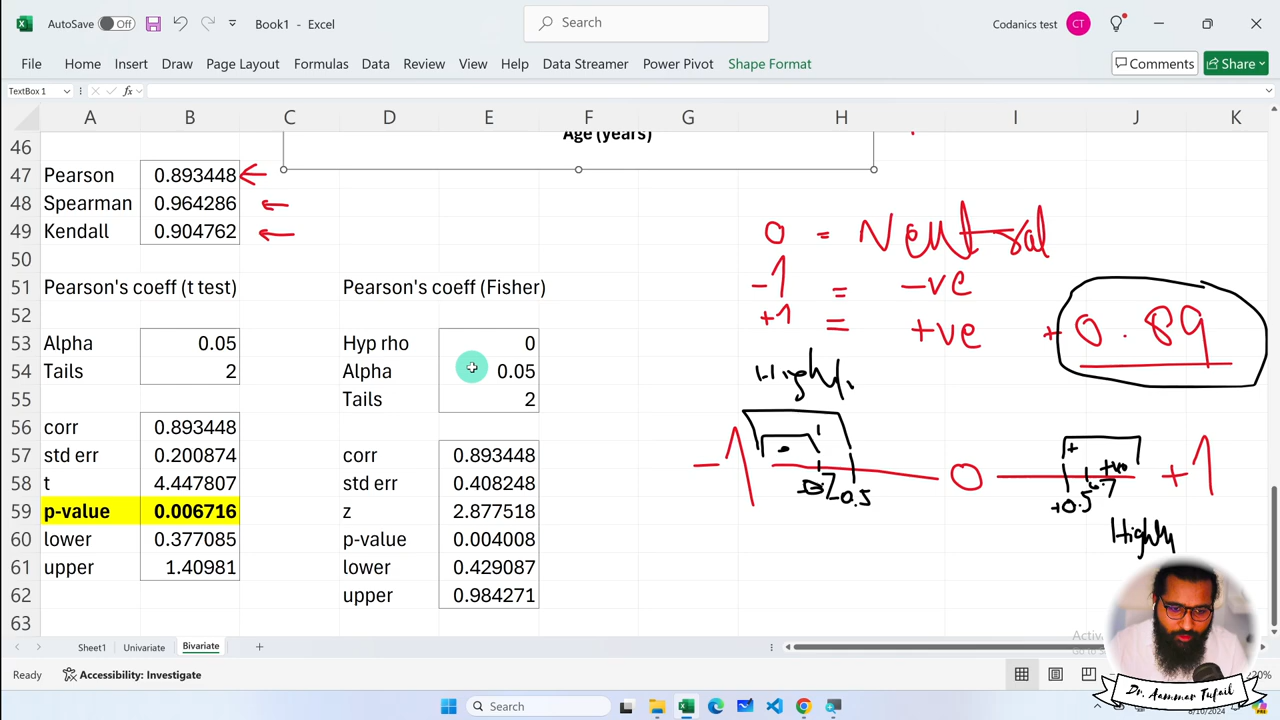 AutoSave Off Book1 - Excel Search Codanics test CT
File Home Insert Draw Page Layout Formulas Data Review View Help Data Streamer Power Pivot Shape Format Comments Share
TextBox 1 fx
A B C D E F G H I J K
46 Age (years)
47 Pearson 0.893448
48 Spearman 0.964286
49 Kendall 0.904762
0 = Neutral
50
51 Pearson's coeff (t test) Pearson's coeff (Fisher)
-1 = -ve
52
+1 = +ve
+0.89
53 Alpha 0.05 Hyp rho 0
54 Tails 2 Alpha 0.05
Highly
55 Tails 2
56 corr 0.893448
57 std err 0.200874 corr 0.893448
58 t 4.447807 std err 0.408248
-1 0 +1
-0.5 +0.5
59 p-value 0.006716 z 2.877518
60 lower 0.377085 p-value 0.004008
Highly
61 upper 1.40981 lower 0.429087
62 upper 0.984271
63
Sheet1 Univariate Bivariate
Ready Accessibility: Investigate
Search
Dr. Aammar Tufail
8/10/2024